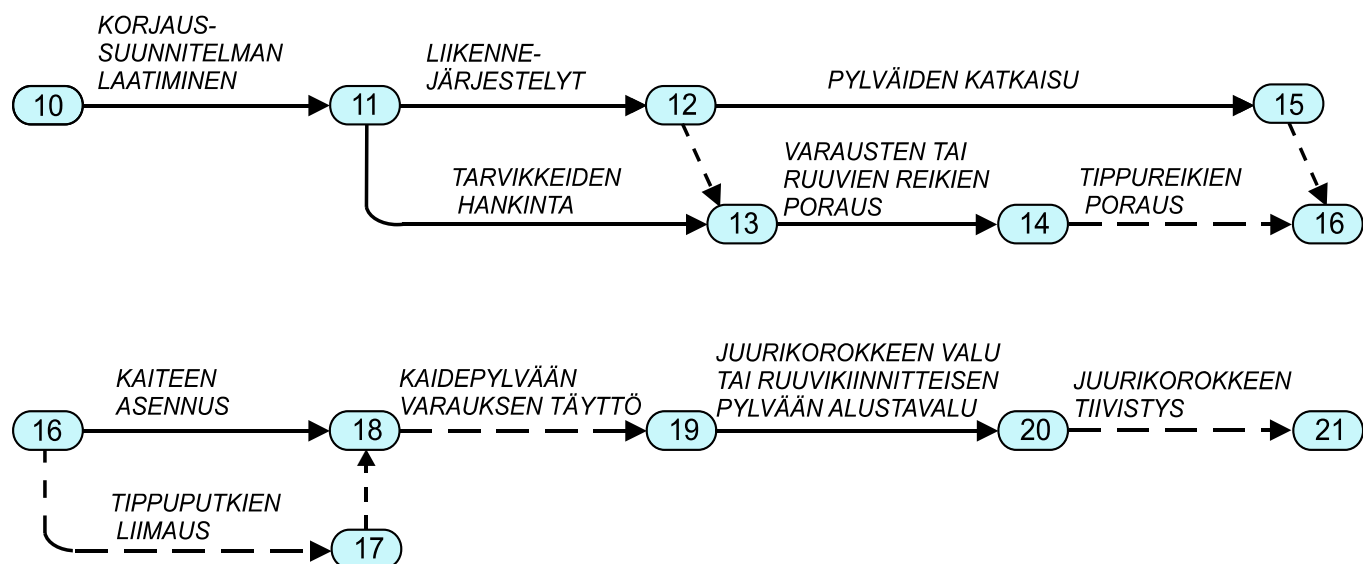 KORJAUS-
SUUNNITELMAN
LAATIMINEN
LIIKENNE-
JÄRJESTELYT
PYLVÄIDEN KATKAISU
10
11
12
15
TARVIKKEIDEN
HANKINTA
VARAUSTEN TAI
RUUVIEN REIKIEN
PORAUS
TIPPUREIKIEN
PORAUS
13
14
16
KAITEEN
ASENNUS
KAIDEPYLVÄÄN
VARAUKSEN TÄYTTÖ
JUURIKOROKKEEN VALU
TAI RUUVIKIINNITTEISEN
PYLVÄÄN ALUSTAVALU
JUURIKOROKKEEN
TIIVISTYS
16
18
19
20
21
TIPPUPUTKIEN
LIIMAUS
17